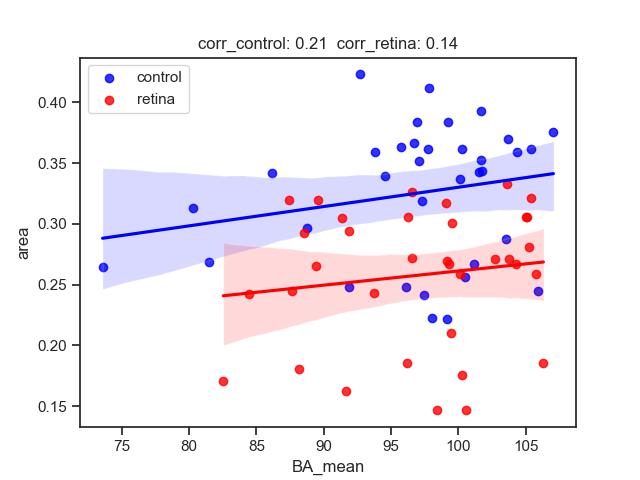 corr_control: 0.21  corr_retina: 0.14
control
retina
0.40
0.35
0.30
0.25
0.20
0.15
area
75 80 85 90 95 100 105
BA_mean